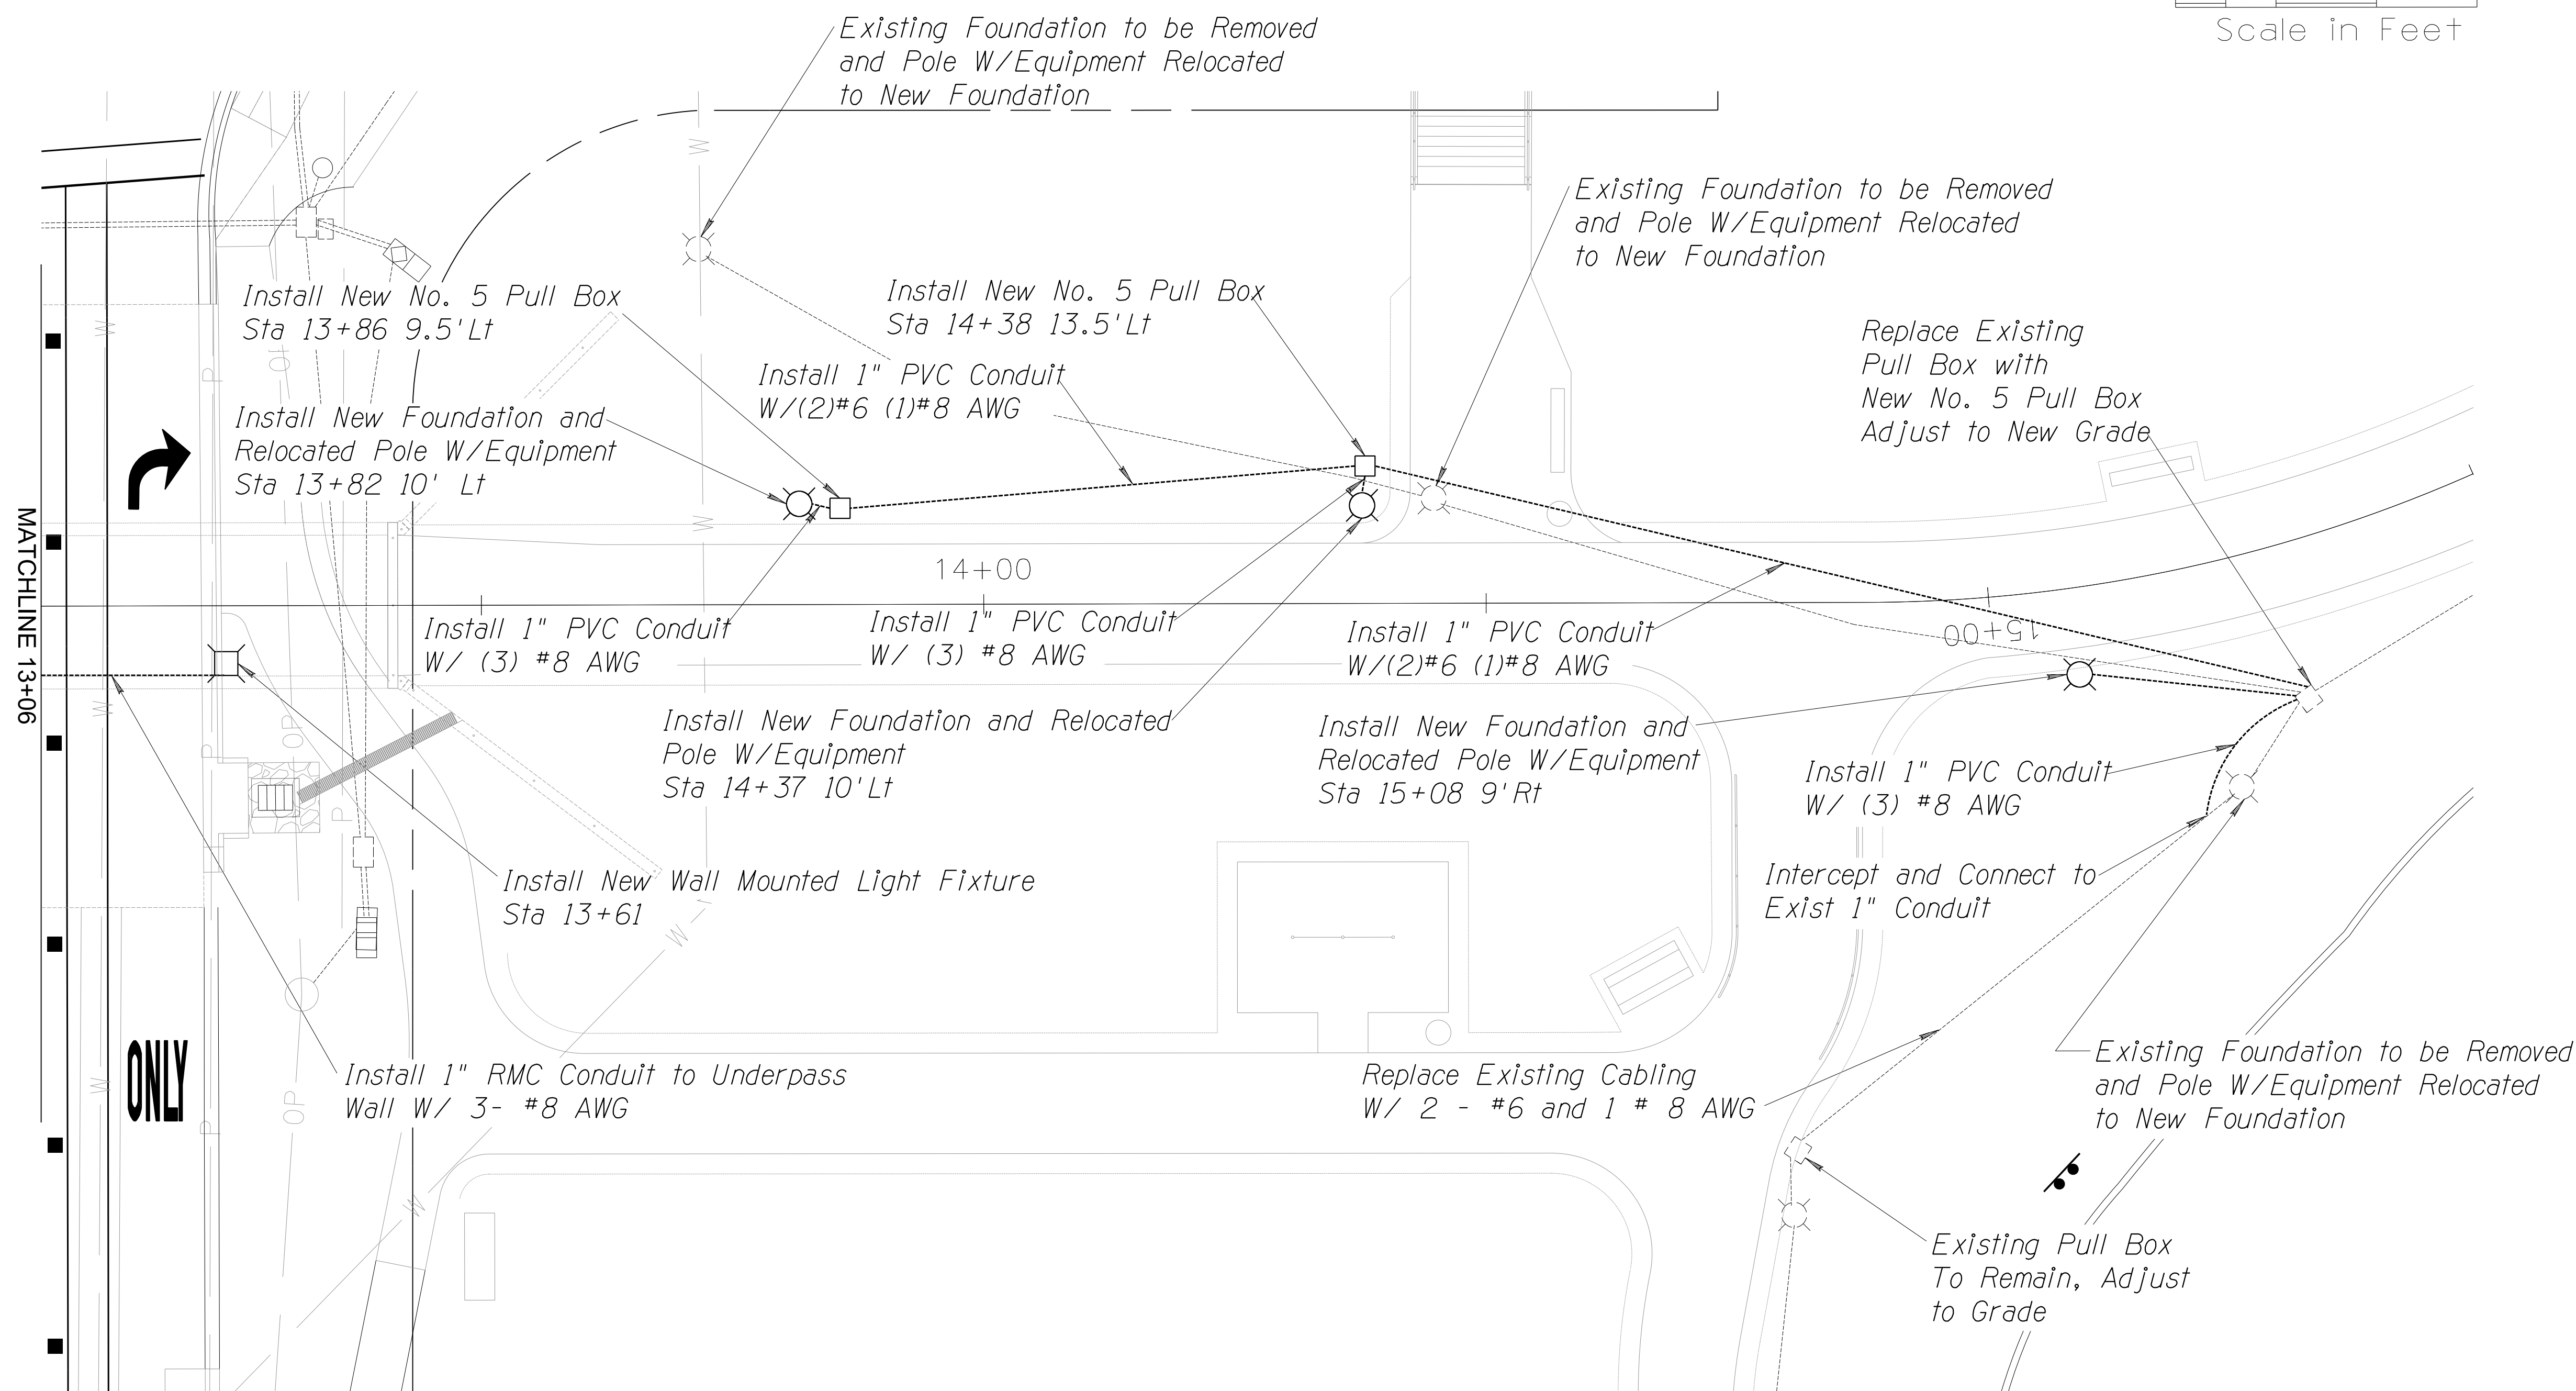 Scale in Feet
Existing Foundation to be Removed
and Pole W/Equipment Relocated
to New Foundation
Existing Foundation to be Removed
and Pole W/Equipment Relocated
to New Foundation
Install New No. 5 Pull Box
Sta 13+86 9.5'Lt
Install New No. 5 Pull Box
Sta 14+38 13.5'Lt
Replace Existing
Pull Box with
New No. 5 Pull Box
Adjust to New Grade
Install 1" PVC Conduit
W/(2)#6 (1)#8 AWG
Install New Foundation and
Relocated Pole W/Equipment
Sta 13+82 10' Lt
MATCHLINE 13+06
14+00
15+00
Install 1" PVC Conduit
W/ (3) #8 AWG
Install 1" PVC Conduit
W/ (3) #8 AWG
Install 1" PVC Conduit
W/(2)#6 (1)#8 AWG
Install New Foundation and Relocated
Pole W/Equipment
Sta 14+37 10'Lt
Install New Foundation and
Relocated Pole W/Equipment
Sta 15+08 9'Rt
Install 1" PVC Conduit
W/ (3) #8 AWG
Install New Wall Mounted Light Fixture
Sta 13+61
Intercept and Connect to
Exist 1" Conduit
ONLY
Install 1" RMC Conduit to Underpass
Wall W/ 3- #8 AWG
Replace Existing Cabling
W/ 2 - #6 and 1 # 8 AWG
Existing Foundation to be Removed
and Pole W/Equipment Relocated
to New Foundation
Existing Pull Box
To Remain, Adjust
to Grade
W
W
W
W
W
W
W
W
P
P
P
P
OP
OP
OP